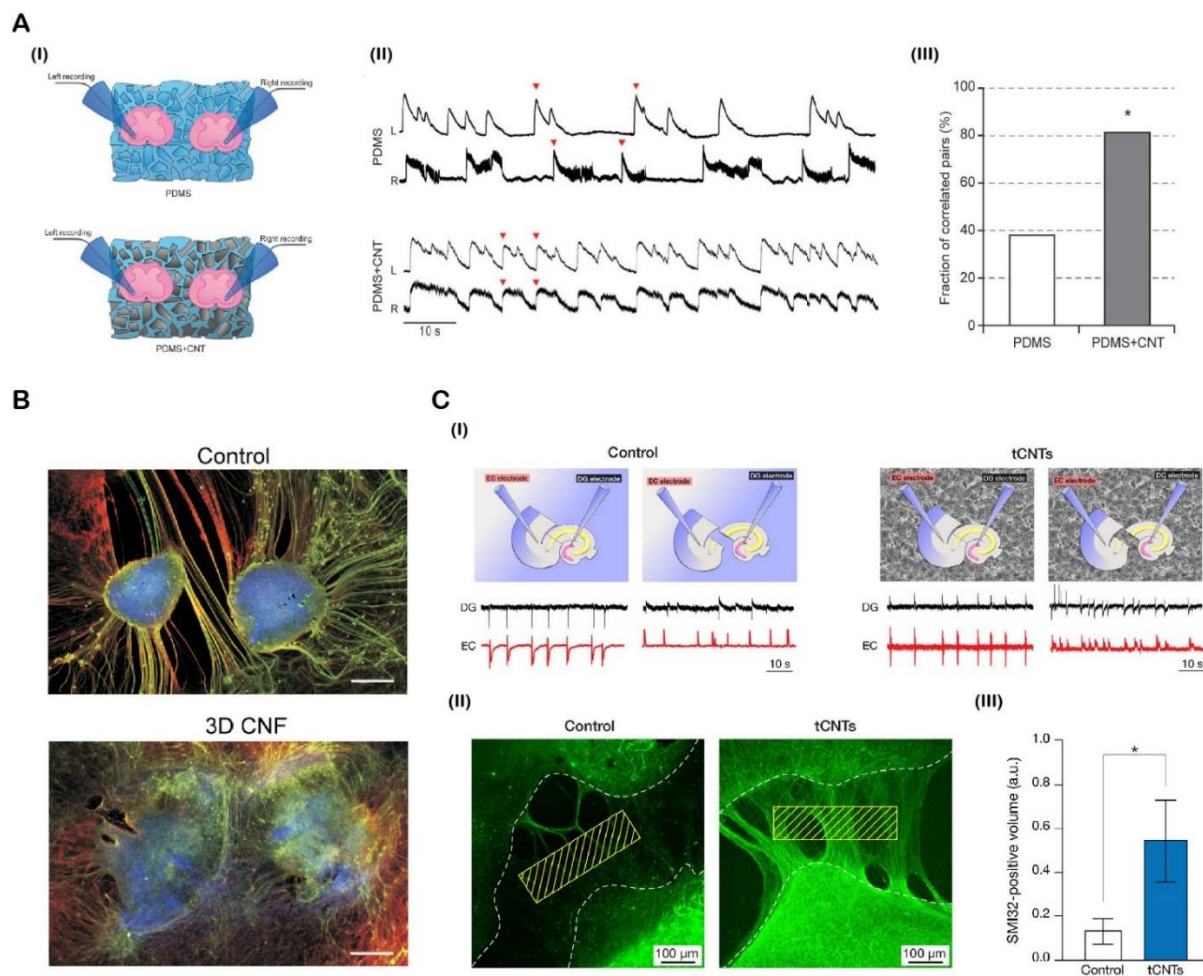 A
(I)
Left recording
Right recording
PDMS
Left recording
Right recording
PDMS+CNT
(II)
PDMS
L
R
PDMS+CNT
L
R
10 s
(III)
Fraction of correlated pairs (%)
100
80
60
40
20
0
*
PDMS
PDMS+CNT
B
Control
3D CNF
C
(I)
Control
EC electrode
DG electrode
EC electrode
DG electrode
DG
EC
10 s
tCNTs
EC electrode
DG electrode
EC electrode
DG electrode
DG
EC
10 s
(II)
Control
100 µm
tCNTs
100 µm
(III)
SMI32-positive volume (a.u.)
1.0
0.8
0.6
0.4
0.2
0.0
*
Control
tCNTs